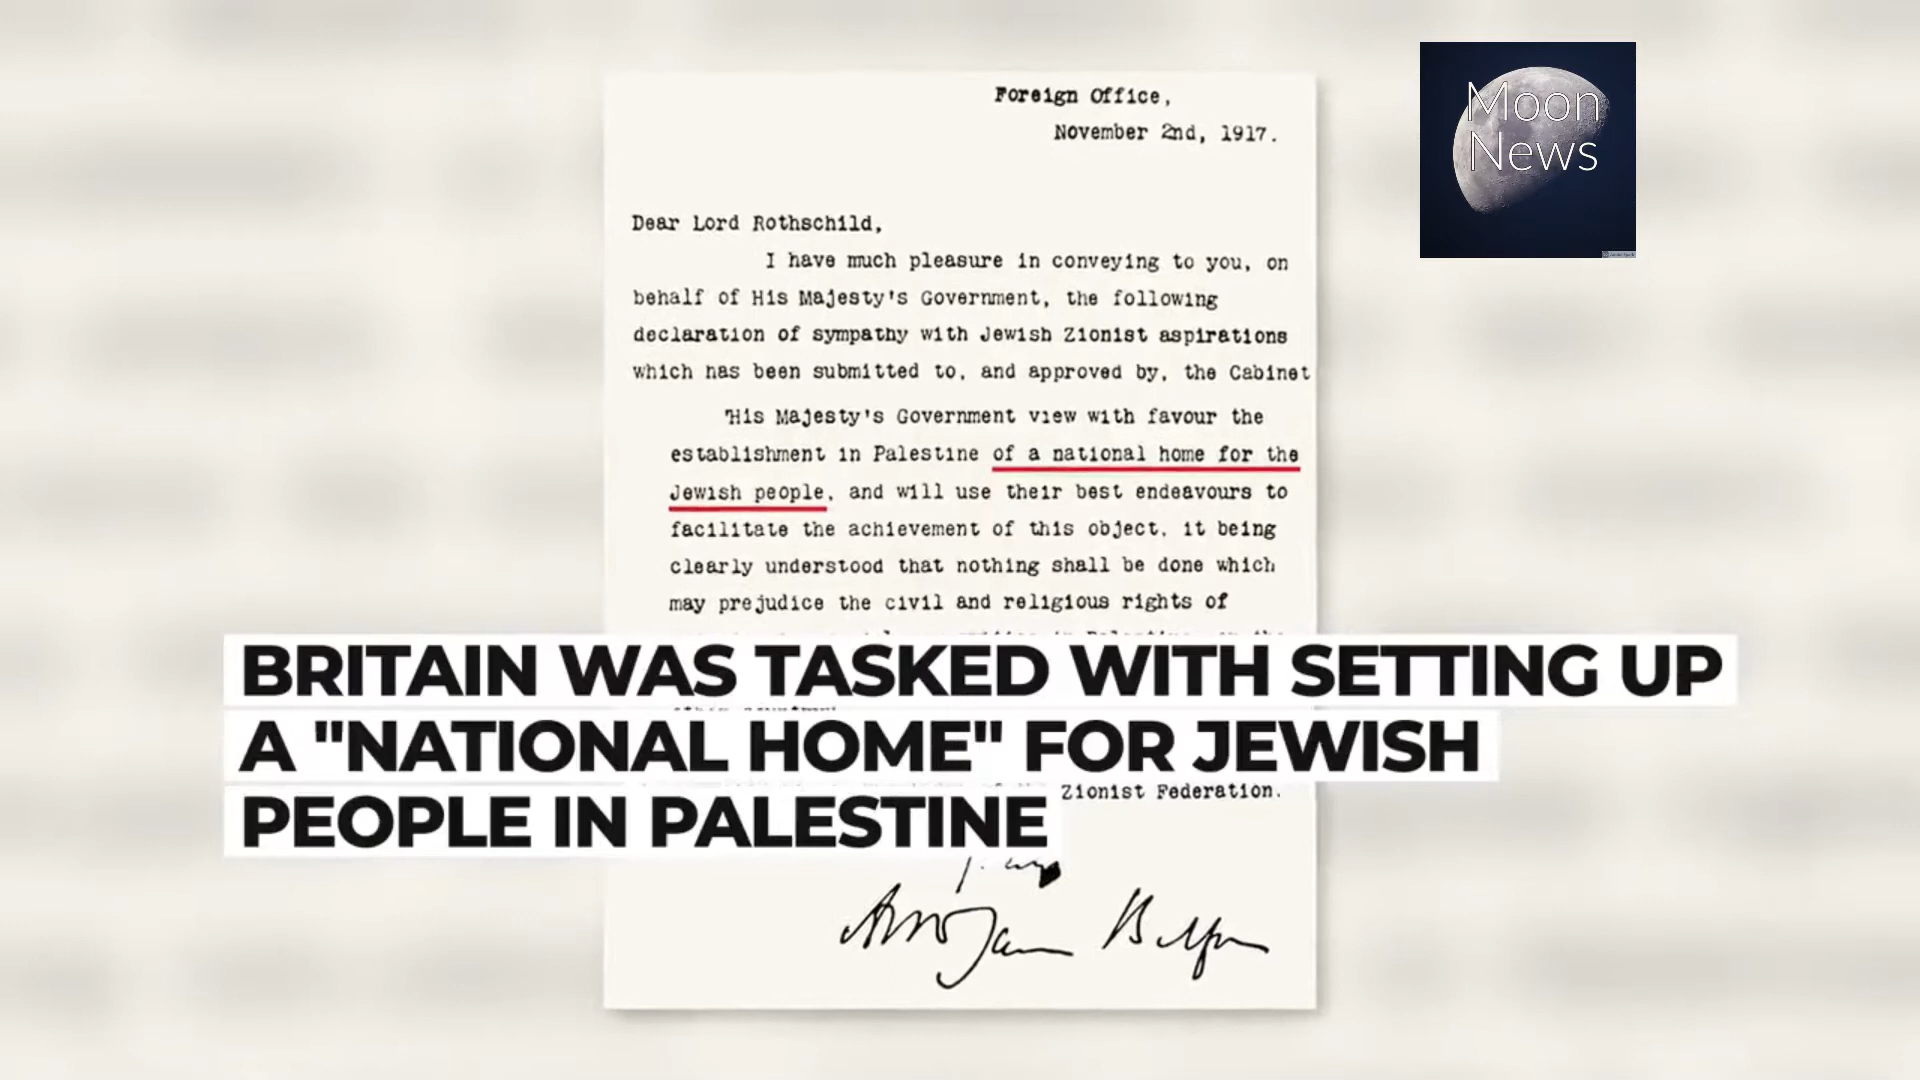 Foreign Office,
November 2nd, 1917.
Moon
News
Dear Lord Rothschild,
I have much pleasure in conveying to you, on
behalf of His Majesty's Government, the following
declaration of sympathy with Jewish Zionist aspirations
which has been submitted to, and approved by, the Cabinet
"His Majesty's Government view with favour the
establishment in Palestine of a national home for the
Jewish people, and will use their best endeavours to
facilitate the achievement of this object, it being
clearly understood that nothing shall be done which
may prejudice the civil and religious rights of
BRITAIN WAS TASKED WITH SETTING UP
A "NATIONAL HOME" FOR JEWISH
PEOPLE IN PALESTINE
Zionist Federation.